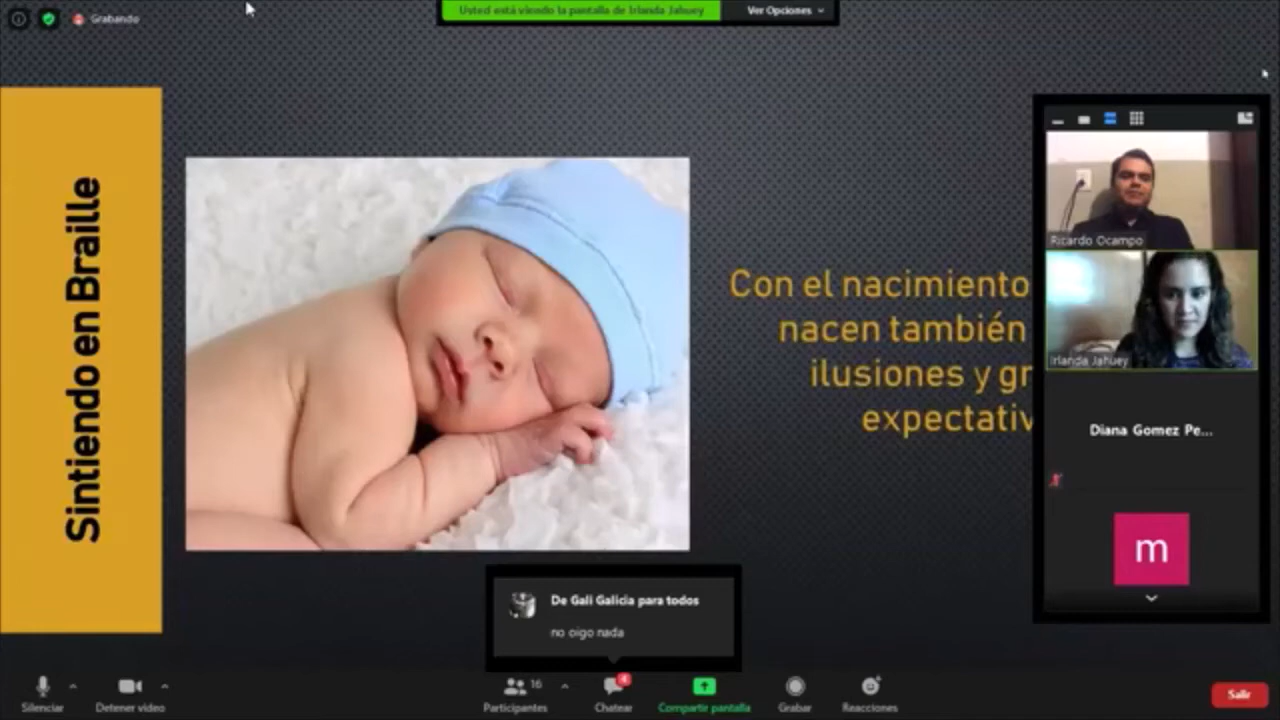 Grabando
Usted está viendo la pantalla de Irlanda Jahuey
Ver Opciones
Sintiendo en Braille
Con el nacimiento
nacen también
ilusiones y gr
expectativ
Ricardo Ocampo
Irlanda Jahuey
Diana Gomez Pe...
m
De Gali Galicia para todos
no oigo nada
Silenciar
Detener video
Participantes
16
Chatear
4
Compartir pantalla
Grabar
Reacciones
Salir